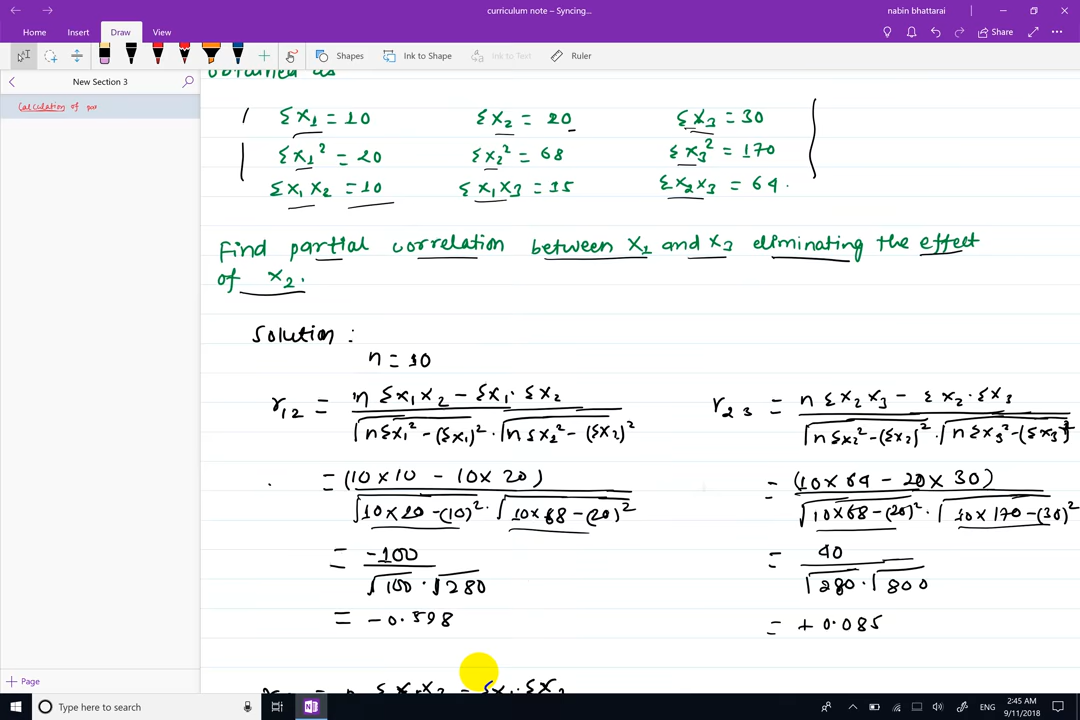 curriculum note – Syncing...
nabin bhattarai
Home Insert Draw View
Share
Shapes Ink to Shape Ink to Text Ruler
New Section 3
Calculation of par
obtained as
Σx1 = 10 Σx2 = 20 Σx3 = 30
Σx1² = 20 Σx2² = 68 Σx3² = 170
Σx1x2 = 10 Σx1x3 = 15 Σx2x3 = 64.
Find partial correlation between x1 and x3 eliminating the effect
of x2.
Solution :
n = 10
r12 = n Σx1x2 – Σx1. Σx2 / √nΣx1² – (Σx1)² . √nΣx2² – (Σx2)²
= (10×10 – 10×20) / √10×20 – (10)² . √10×68 – (20)²
= –100 / √100 . √280
= –0.598
r23 = n Σx2x3 – Σx2. Σx3 / √nΣx2² – (Σx2)² . √nΣx3² – (Σx3)²
= (10×64 – 20×30) / √10×68 – (20)² . √10×170 – (30)²
= 40 / √280 . √800
= +0.085
+ Page
Type here to search
ENG
2:45 AM
9/11/2018